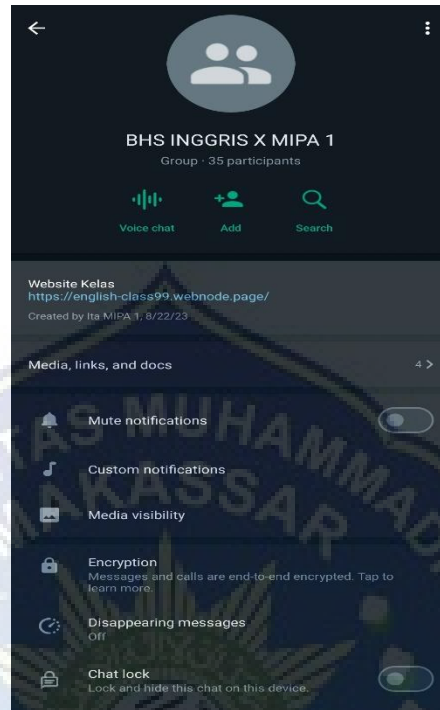 BHS INGGRIS X MIPA 1
Group · 35 participants
Voice chat Add Search
Website Kelas
https://english-class99.webnode.page/
Created by Ita MIPA 1, 8/22/23
Media, links, and docs 4 >
Mute notifications
Custom notifications
Media visibility
Encryption
Messages and calls are end-to-end encrypted. Tap to
learn more.
Disappearing messages
Off
Chat lock
Lock and hide this chat on this device.
TAS MUHAMMAD
MAKASSAR